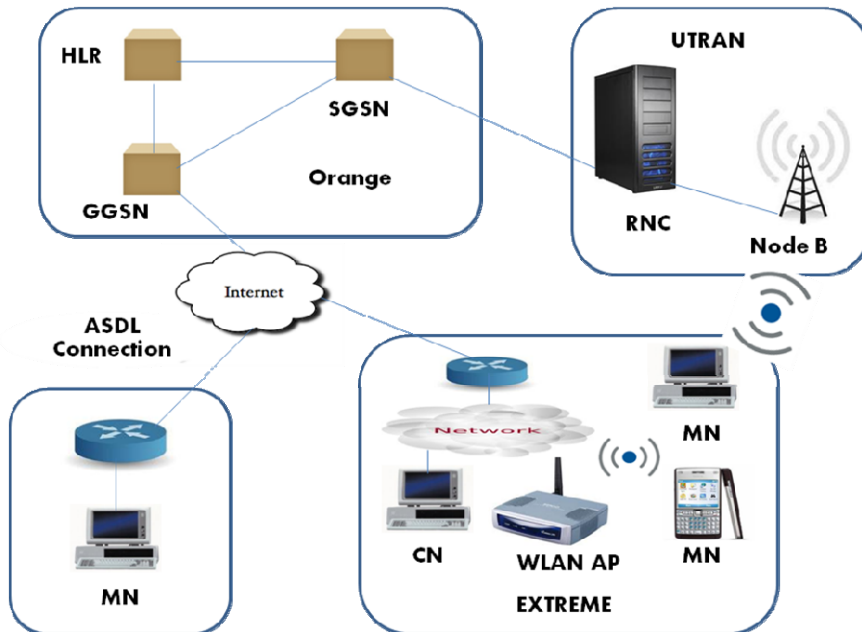 HLR
SGSN
GGSN
Orange
UTRAN
RNC
Node B
Internet
ASDL
Connection
MN
Network
CN
WLAN AP
MN
MN
EXTREME